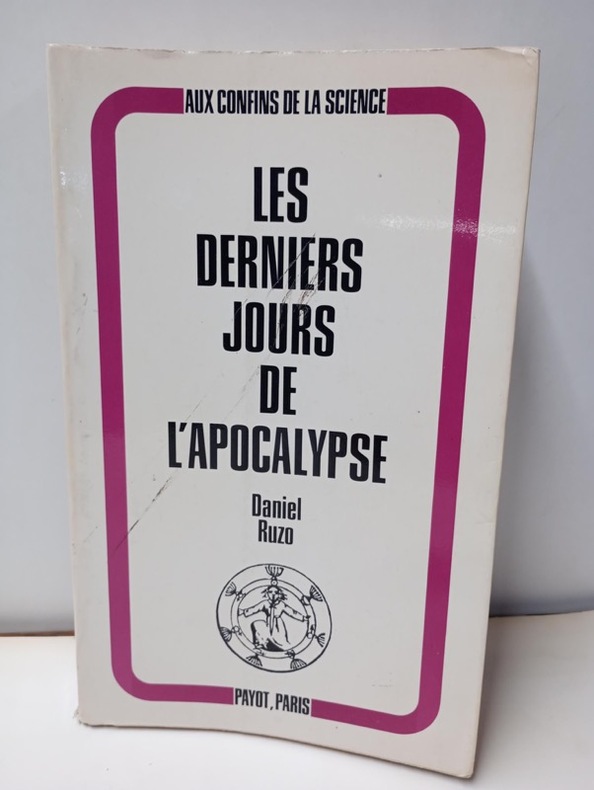 AUX CONFINS DE LA SCIENCE
LES
DERNIERS
JOURS
DE
L'APOCALYPSE
Daniel
Ruzo
PAYOT, PARIS